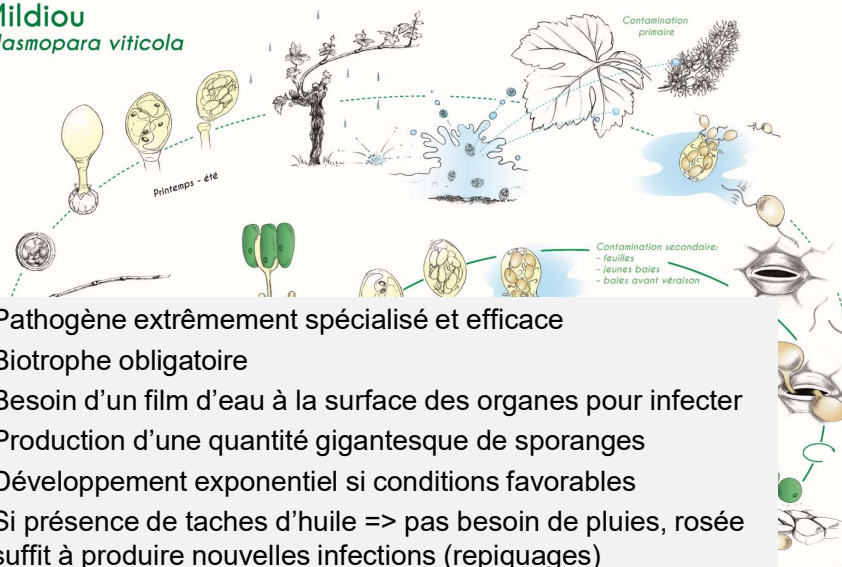 Mildiou
lasmopara viticola
Contamination
primaire
Printemps - été
Contamination secondaire:
- feuilles
- jeunes baies
- baies avant véraison
Pathogène extrêmement spécialisé et efficace
Biotrophe obligatoire
Besoin d’un film d’eau à la surface des organes pour infecter
Production d’une quantité gigantesque de sporanges
Développement exponentiel si conditions favorables
Si présence de taches d’huile => pas besoin de pluies, rosée
suffit à produire nouvelles infections (repiquages)